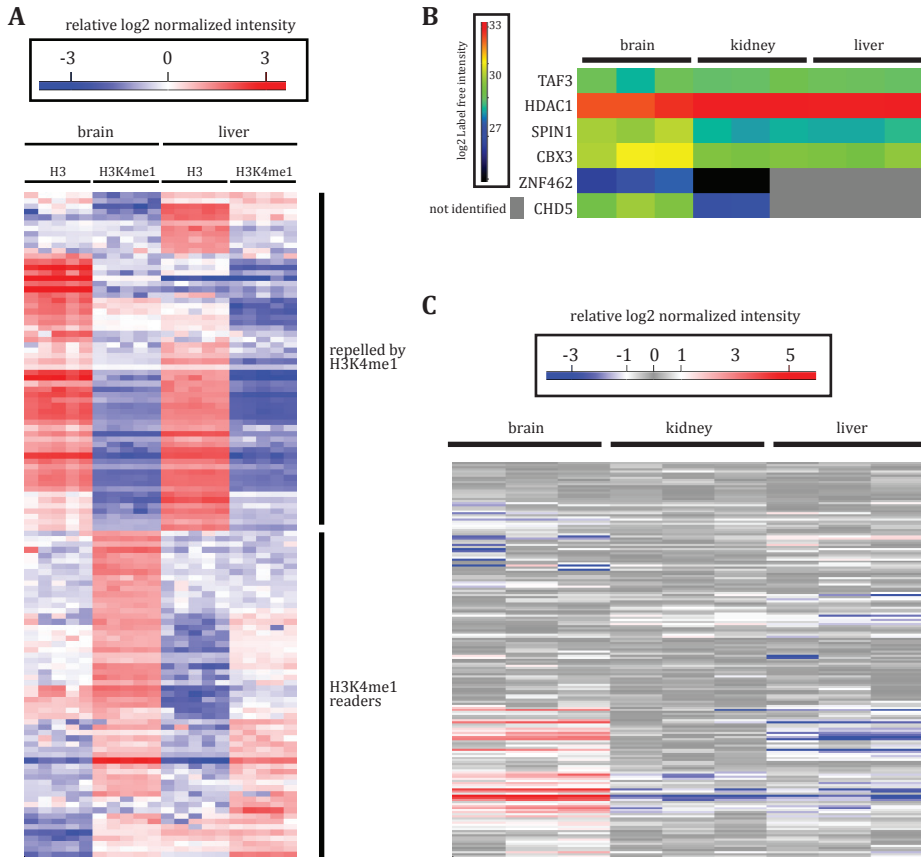 A
relative log2 normalized intensity
-3 0 3
brain liver
H3 H3K4me1 H3 H3K4me1
repelled by
H3K4me1
H3K4me1
readers
B
log2 Label free intensity
33
30
27
brain kidney liver
TAF3
HDAC1
SPIN1
CBX3
ZNF462
not identified CHD5
C
relative log2 normalized intensity
-3 -1 0 1 3 5
brain kidney liver